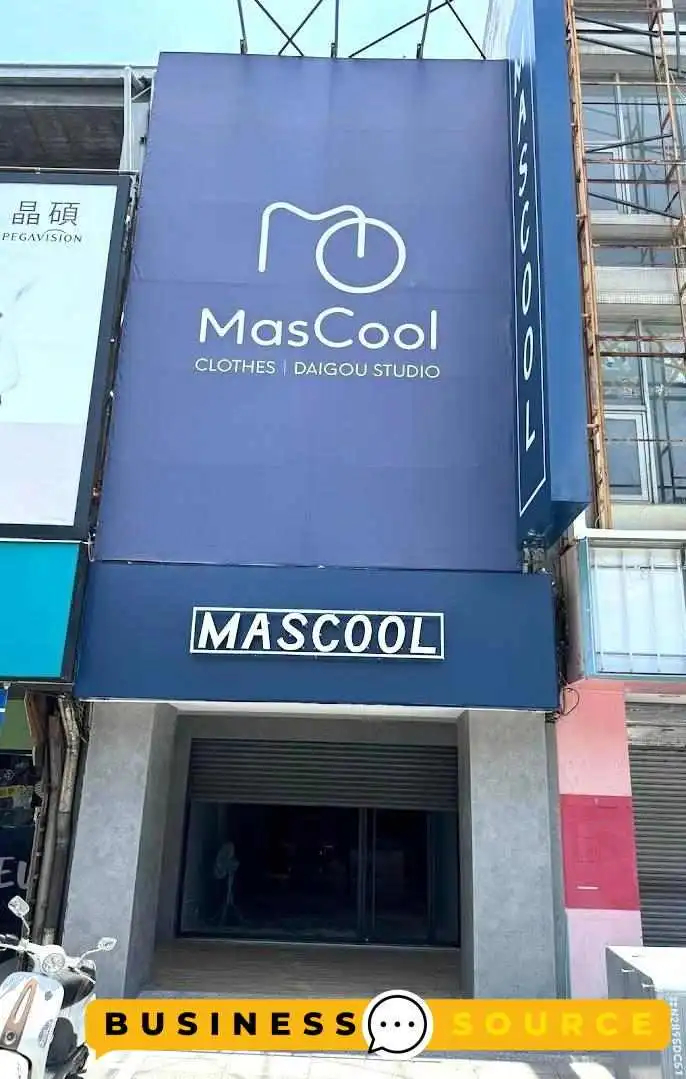 晶碩
PEGAVISION
MasCool
CLOTHES | DAIGOU STUDIO
MASCOOL
MASCOOL
BUSINESS SOURCE